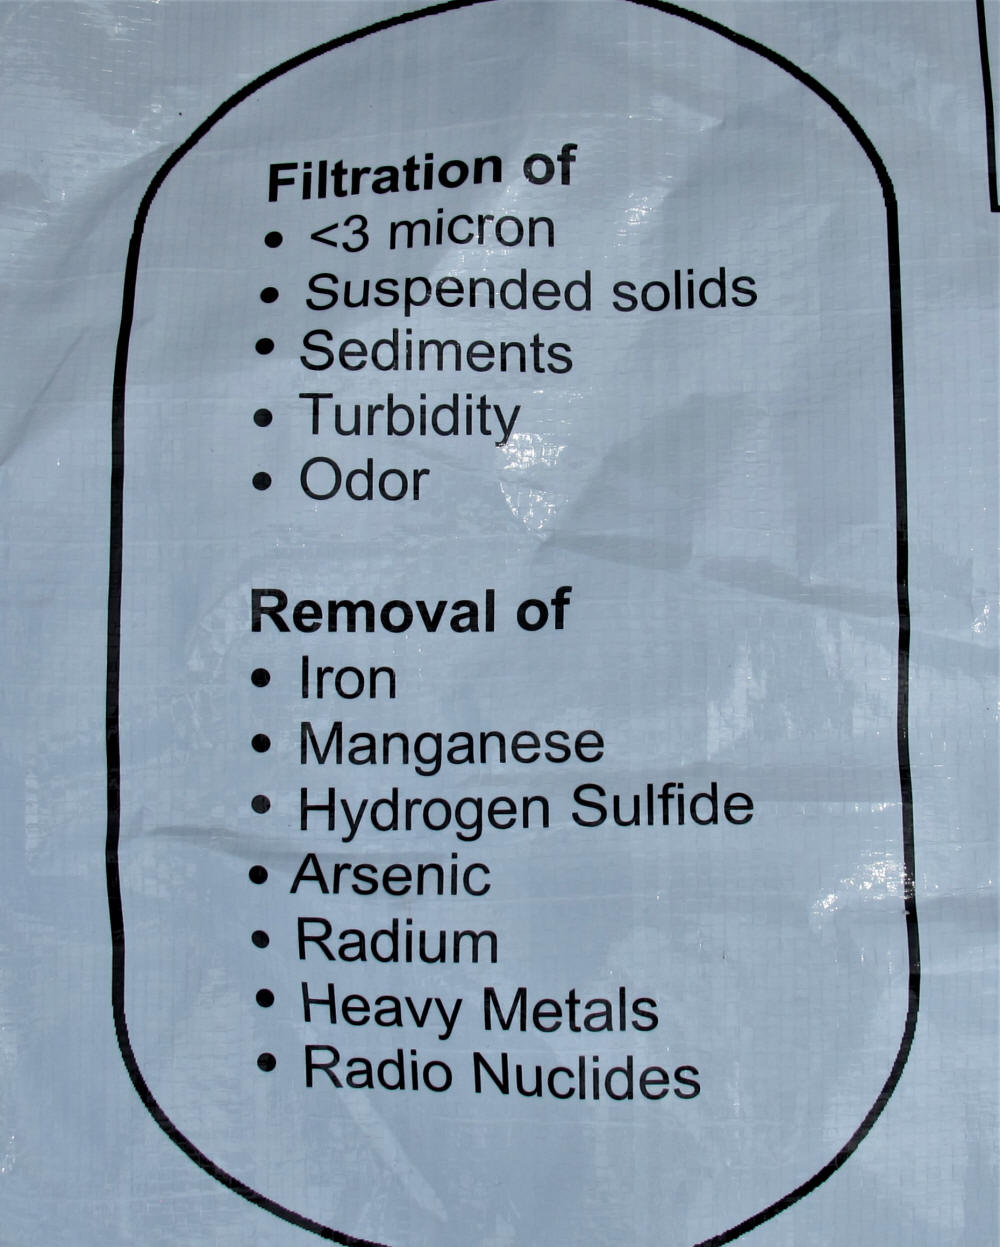 Filtration of
• <3 micron
• Suspended solids
• Sediments
• Turbidity
• Odor
Removal of
• Iron
• Manganese
• Hydrogen Sulfide
• Arsenic
• Radium
• Heavy Metals
• Radio Nuclides